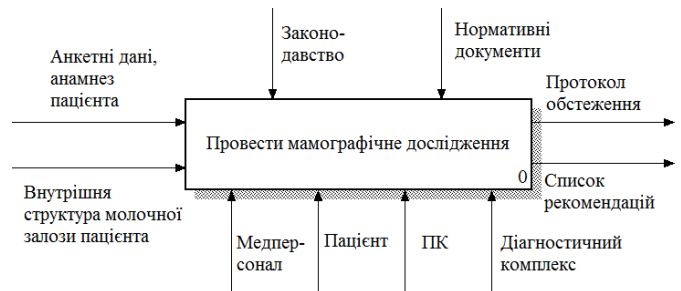 Законо-
давство
Нормативні
документи
Анкетні дані,
анамнез
пацієнта
Протокол
обстеження
Провести мамографічне дослідження
0
Внутрішня
структура молочної
залози пацієнта
Список
рекомендацій
Медпер-
сонал
Пацієнт
ПК
Діагностичний
комплекс